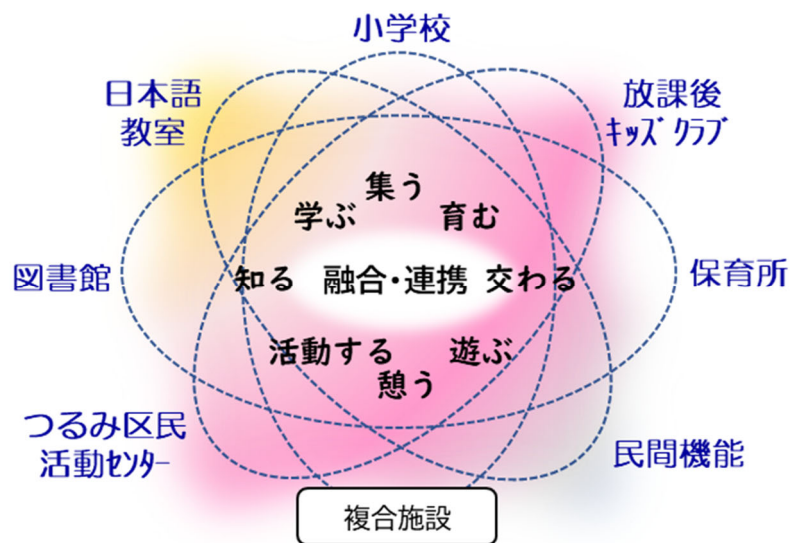 小学校
日本語
教室
放課後
ｷｯｽﾞｸﾗﾌﾞ
集う
学ぶ
育む
図書館
知る
融合・連携
交わる
保育所
活動する
遊ぶ
憩う
つるみ区民
活動ｾﾝﾀｰ
民間機能
複合施設